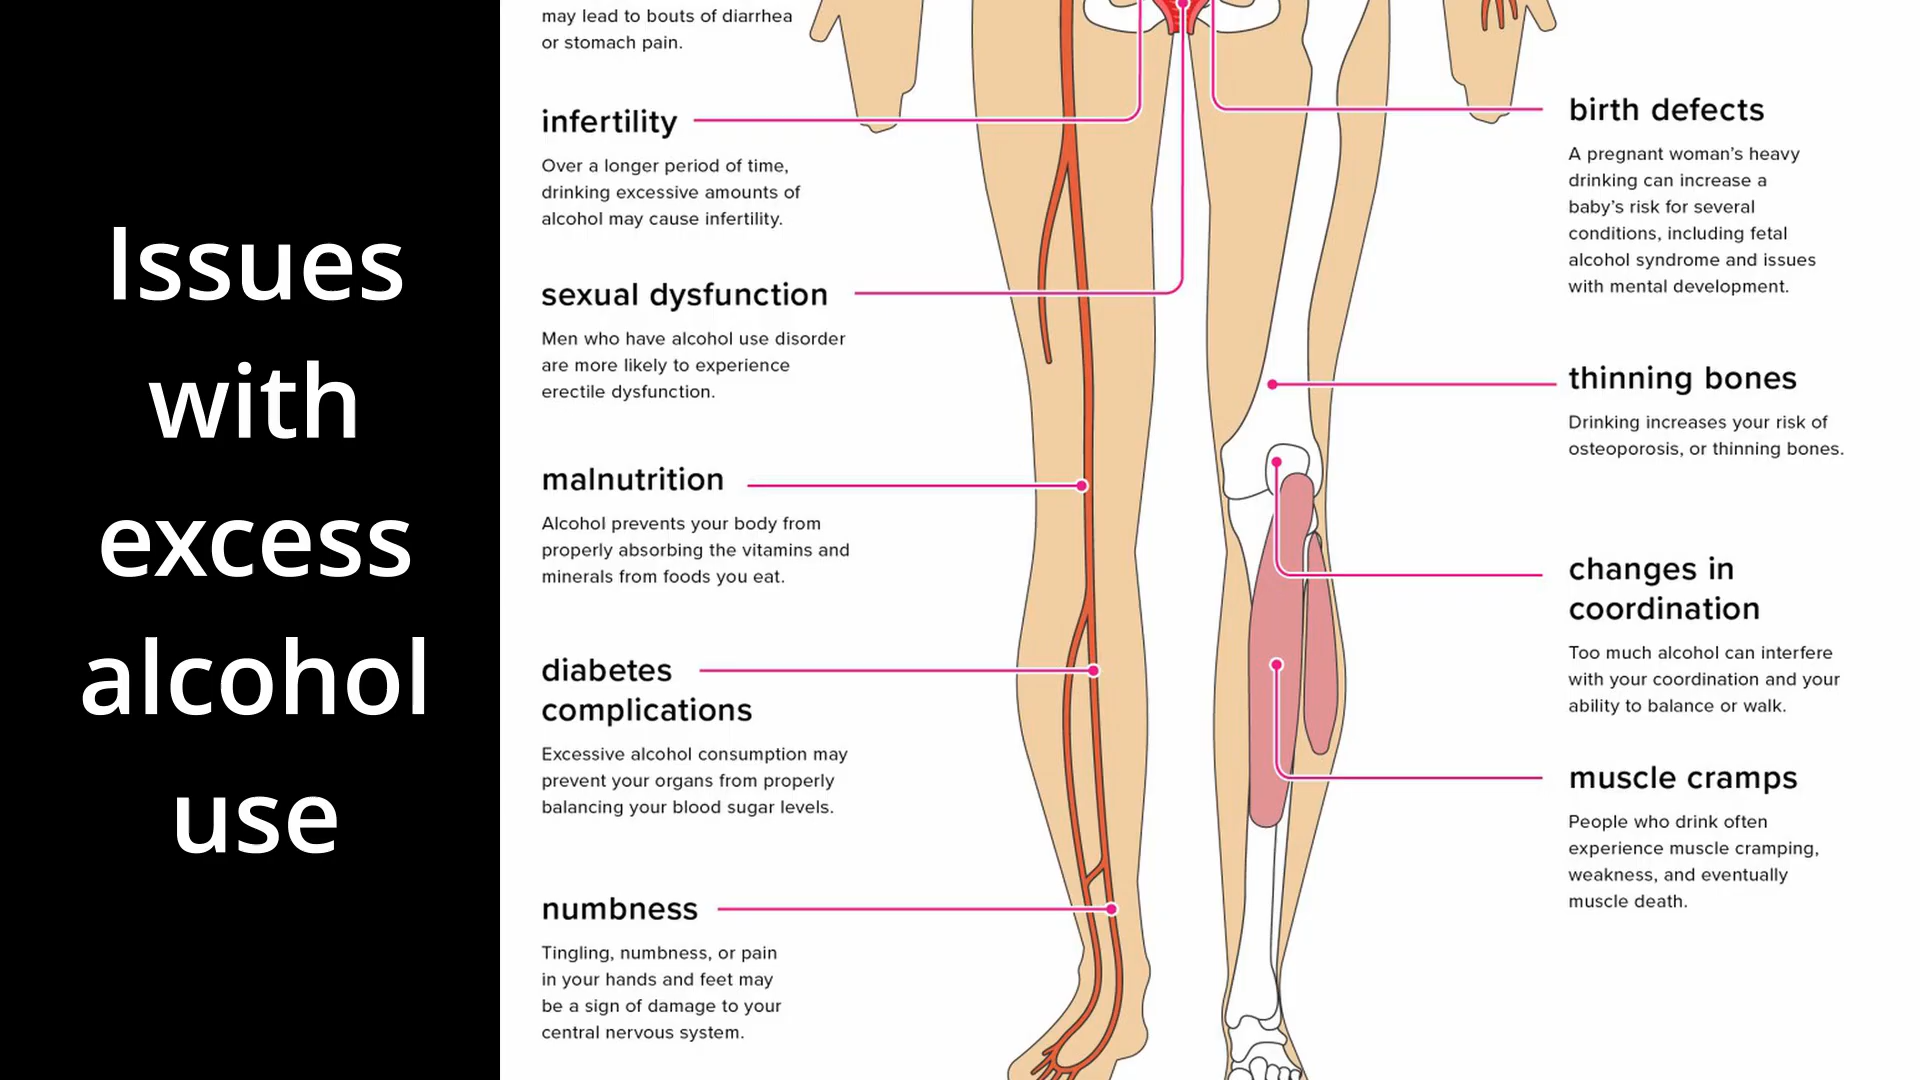 Issues
with
excess
alcohol
use
may lead to bouts of diarrhea
or stomach pain.
infertility
Over a longer period of time,
drinking excessive amounts of
alcohol may cause infertility.
sexual dysfunction
Men who have alcohol use disorder
are more likely to experience
erectile dysfunction.
malnutrition
Alcohol prevents your body from
properly absorbing the vitamins and
minerals from foods you eat.
diabetes
complications
Excessive alcohol consumption may
prevent your organs from properly
balancing your blood sugar levels.
numbness
Tingling, numbness, or pain
in your hands and feet may
be a sign of damage to your
central nervous system.
birth defects
A pregnant woman’s heavy
drinking can increase a
baby’s risk for several
conditions, including fetal
alcohol syndrome and issues
with mental development.
thinning bones
Drinking increases your risk of
osteoporosis, or thinning bones.
changes in
coordination
Too much alcohol can interfere
with your coordination and your
ability to balance or walk.
muscle cramps
People who drink often
experience muscle cramping,
weakness, and eventually
muscle death.